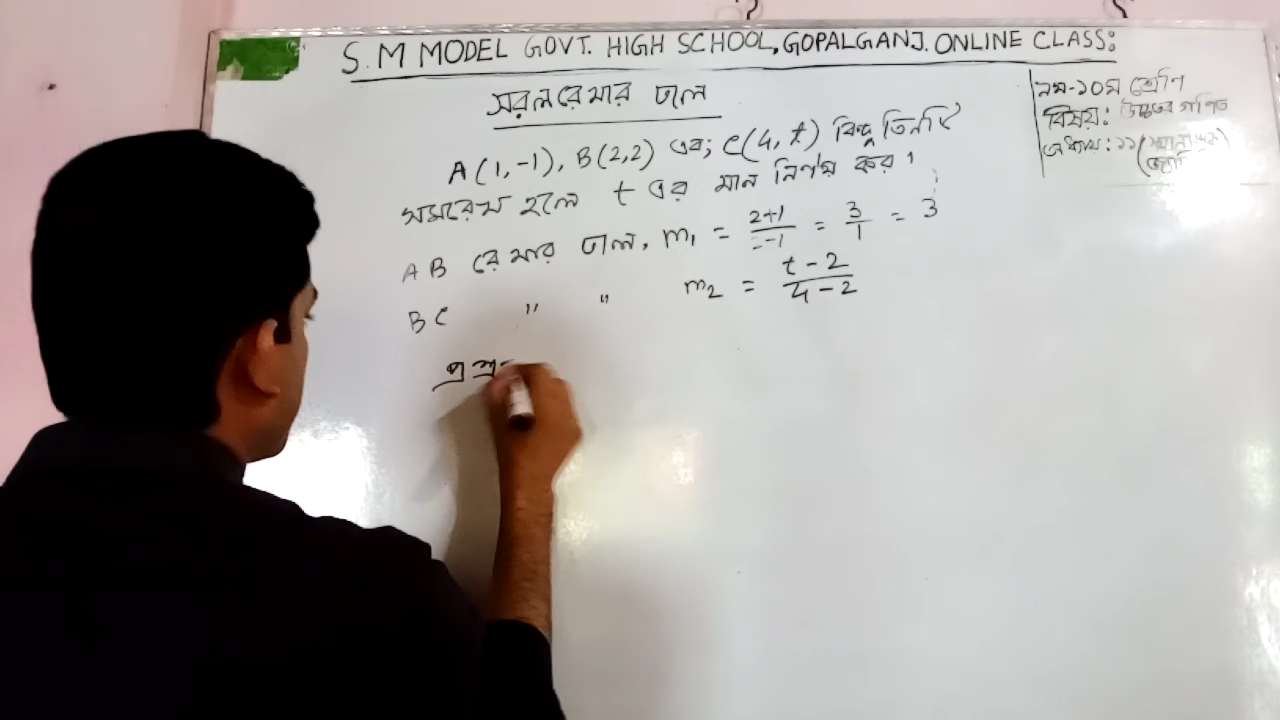 S.M MODEL GOVT. HIGH SCHOOL, GOPALGANJ. ONLINE CLASS:
সরলরেখার ঢাল
নবম-১০ম শ্রেণি
বিষয়: উচ্চতর গণিত
অধ্যায়: ১১
A(1,-1), B(2,2) এবং C(4, t) বিন্দু তিনটি
সমরেখ হলে t এর মান নির্ণয় কর।
AB রেখার ঢাল, m₁ = 2+1/2-1 = 3/1 = 3
BC " " m₂ = t-2/4-2